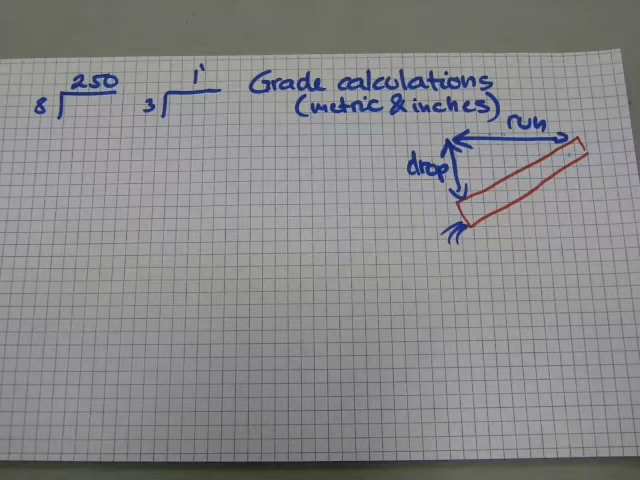 250
8
1'
3
Grade calculations
(metric & inches)
run
drop